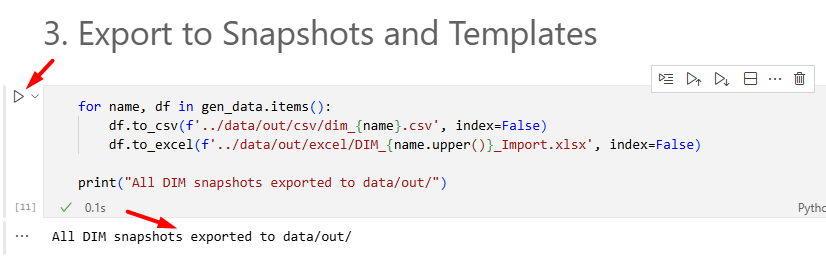 3. Export to Snapshots and Templates
for name, df in gen_data.items():
    df.to_csv(f'../data/out/csv/dim_{name}.csv', index=False)
    df.to_excel(f'../data/out/excel/DIM_{name.upper()}_Import.xlsx', index=False)
print("All DIM snapshots exported to data/out/")
[11] 0.1s Pytho
... All DIM snapshots exported to data/out/